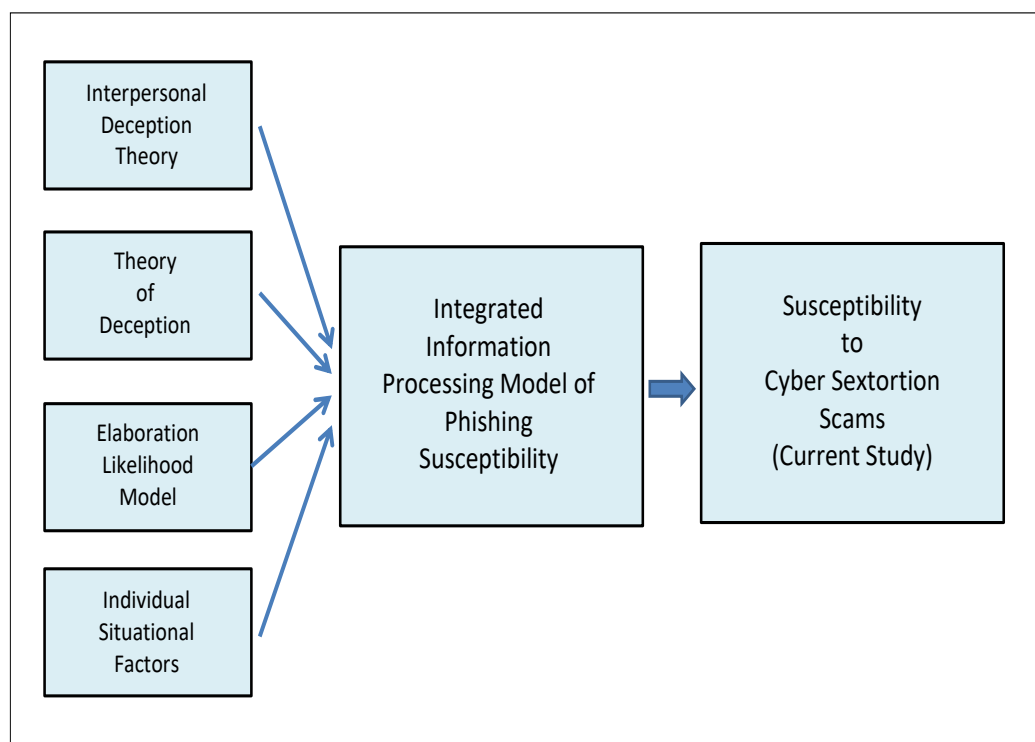 Interpersonal
Deception
Theory
Theory
of
Deception
Elaboration
Likelihood
Model
Individual
Situational
Factors
Integrated
Information
Processing Model of
Phishing
Susceptibility
Susceptibility
to
Cyber Sextortion
Scams
(Current Study)